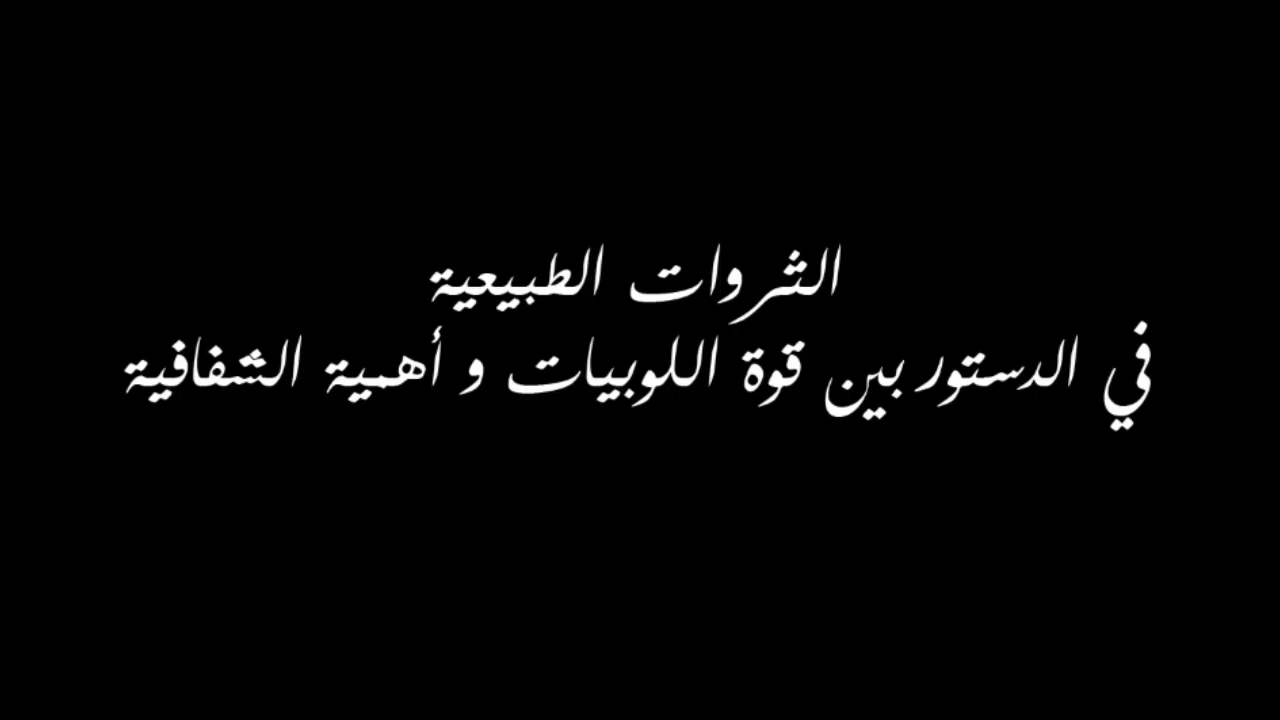 الثروات الطبيعية
في الدستور بين قوة اللوبيات و أهمية الشفافية